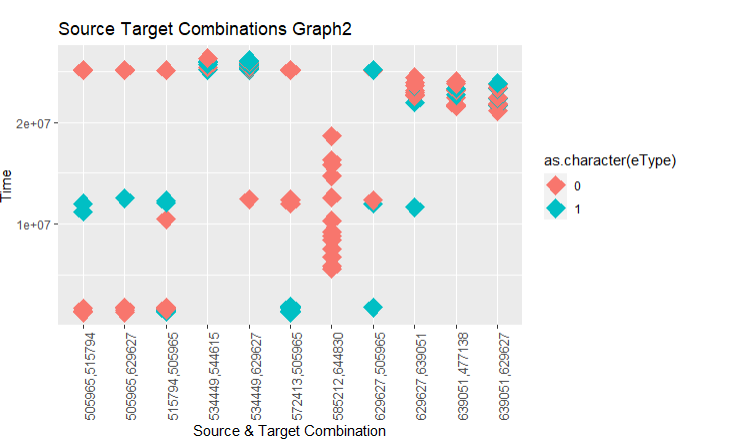 Source Target Combinations Graph2
Time
2e+07
1e+07
505965,515794
505965,629627
515794,505965
534449,544615
534449,629627
572413,505965
585212,644830
629627,505965
629627,639051
639051,477138
639051,629627
Source & Target Combination
as.character(eType)
0
1